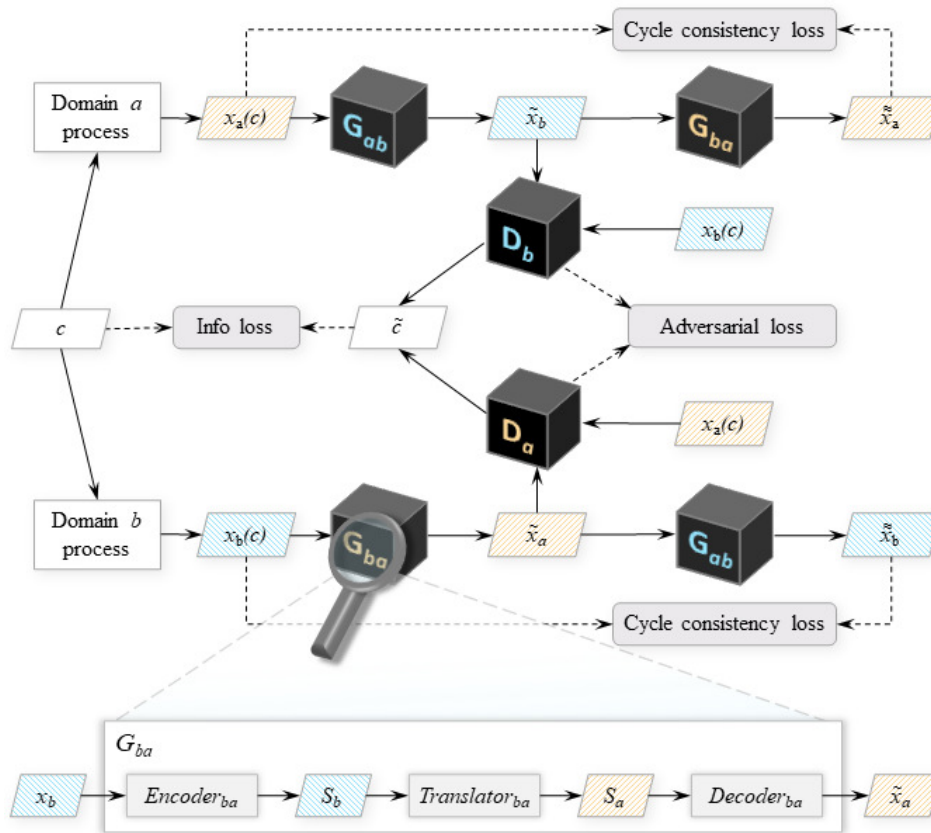 Cycle consistency loss
Domain a
process
x_a(c)
G_ab
x̃_b
G_ba
x̃̃_a
D_b
x_b(c)
c
Info loss
c̃
Adversarial loss
D_a
x_a(c)
Domain b
process
x_b(c)
G_ba
x̃_a
G_ab
x̃̃_b
Cycle consistency loss
G_ba
x_b
Encoder_ba
S_b
Translator_ba
S_a
Decoder_ba
x̃_a